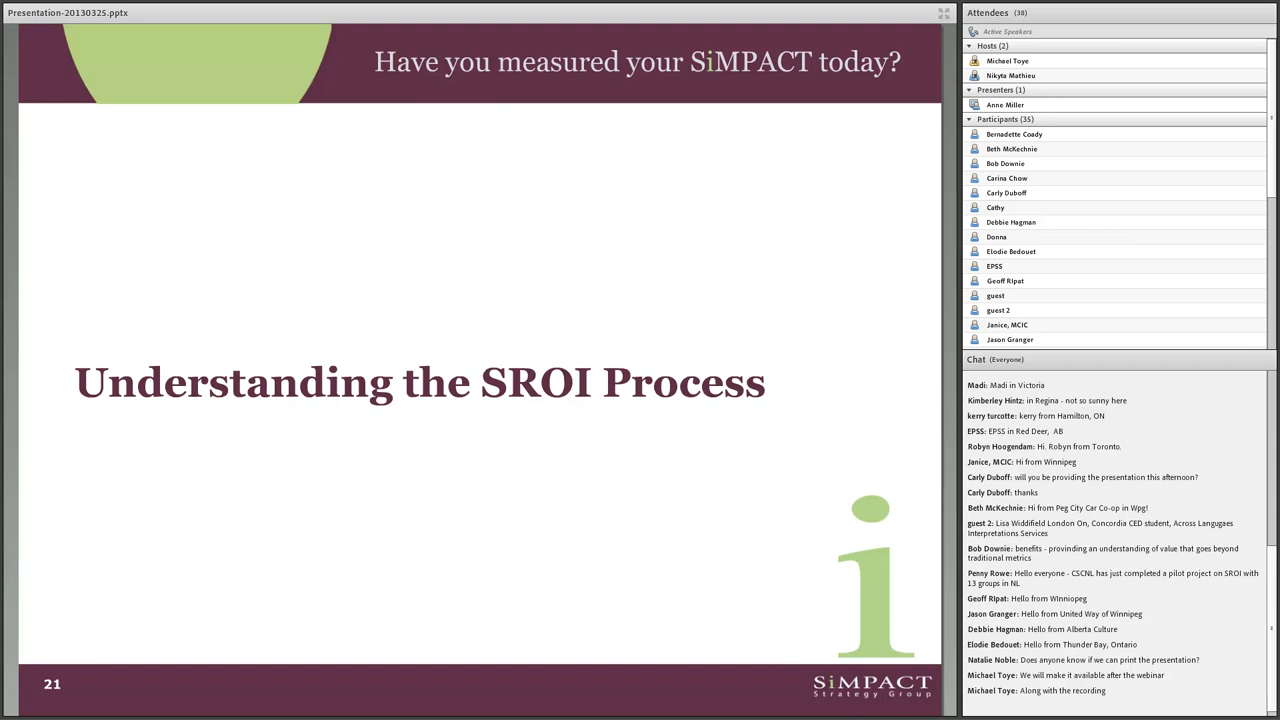 Presentation-20130325.pptx
Have you measured your SiMPACT today?
Understanding the SROI Process
i
21
SiMPACT
Strategy Group
Attendees (38)
Active Speakers
Hosts (2)
Michael Toye
Nikyta Mathieu
Presenters (1)
Anne Miller
Participants (35)
Bernadette Coady
Beth McKechnie
Bob Downie
Carina Chow
Carly Duboff
Cathy
Debbie Hagman
Donna
Elodie Bedouet
EPSS
Geoff RIpat
guest
guest 2
Janice, MCIC
Jason Granger
Chat (Everyone)
Madi: Madi in Victoria
Kimberley Hintz: in Regina - not so sunny here
kerry turcotte: kerry from Hamilton, ON
EPSS: EPSS in Red Deer, AB
Robyn Hoogendam: Hi. Robyn from Toronto.
Janice, MCIC: Hi from Winnipeg
Carly Duboff: will you be providing the presentation this afternoon?
Carly Duboff: thanks
Beth McKechnie: Hi from Peg City Car Co-op in Wpg!
guest 2: Lisa Widdifield London On, Concordia CED student, Across Langugaes
Interpretations Services
Bob Downie: benefits - provinding an understanding of value that goes beyond
traditional metrics
Penny Rowe: Hello everyone - CSCNL has just completed a pilot project on SROI with
13 groups in NL
Geoff RIpat: Hello from WInniopeg
Jason Granger: Hello from United Way of Winnipeg
Debbie Hagman: Hello from Alberta Culture
Elodie Bedouet: Hello from Thunder Bay, Ontario
Natalie Noble: Does anyone know if we can print the presentation?
Michael Toye: We will make it available after the webinar
Michael Toye: Along with the recording